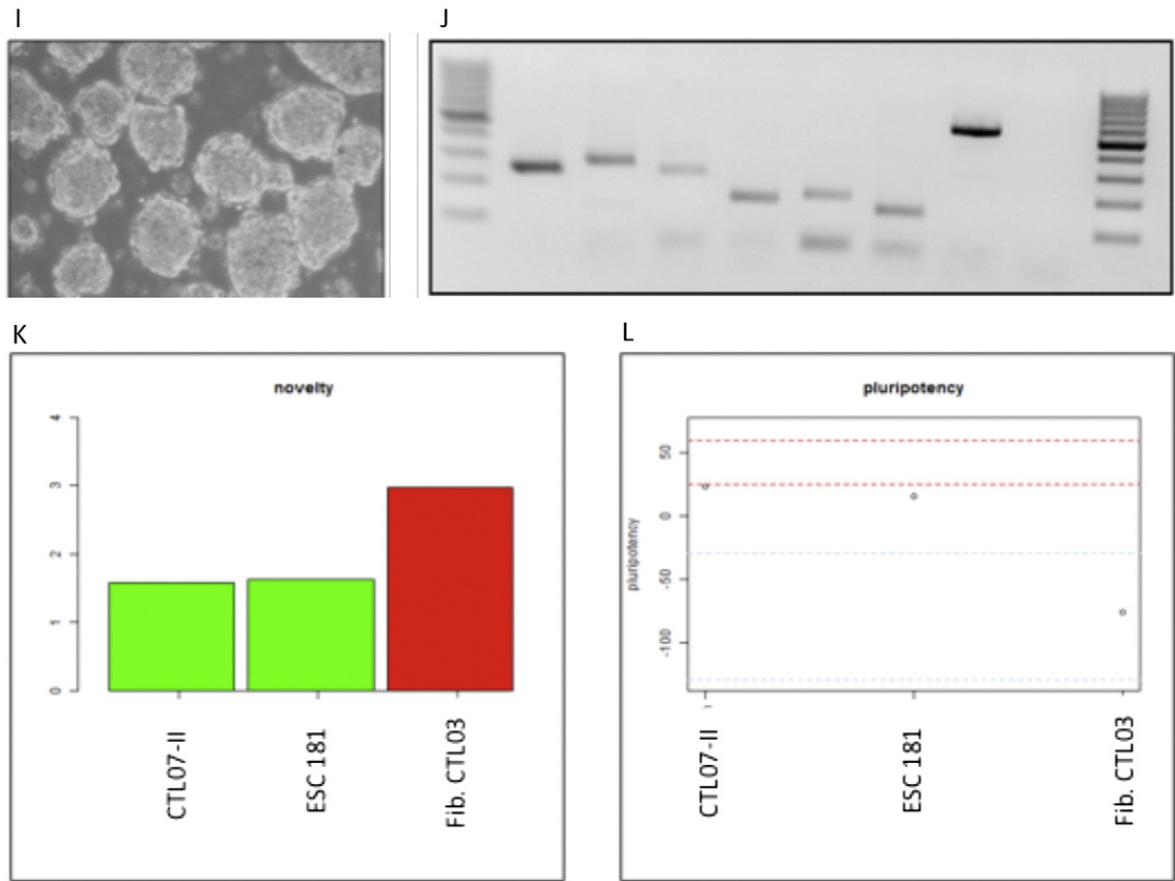 I
J
K
novelty
4
3
2
1
0
CTL07-II
ESC 181
Fib. CTL03
L
pluripotency
pluripotency
50
0
-50
-100
CTL07-II
ESC 181
Fib. CTL03